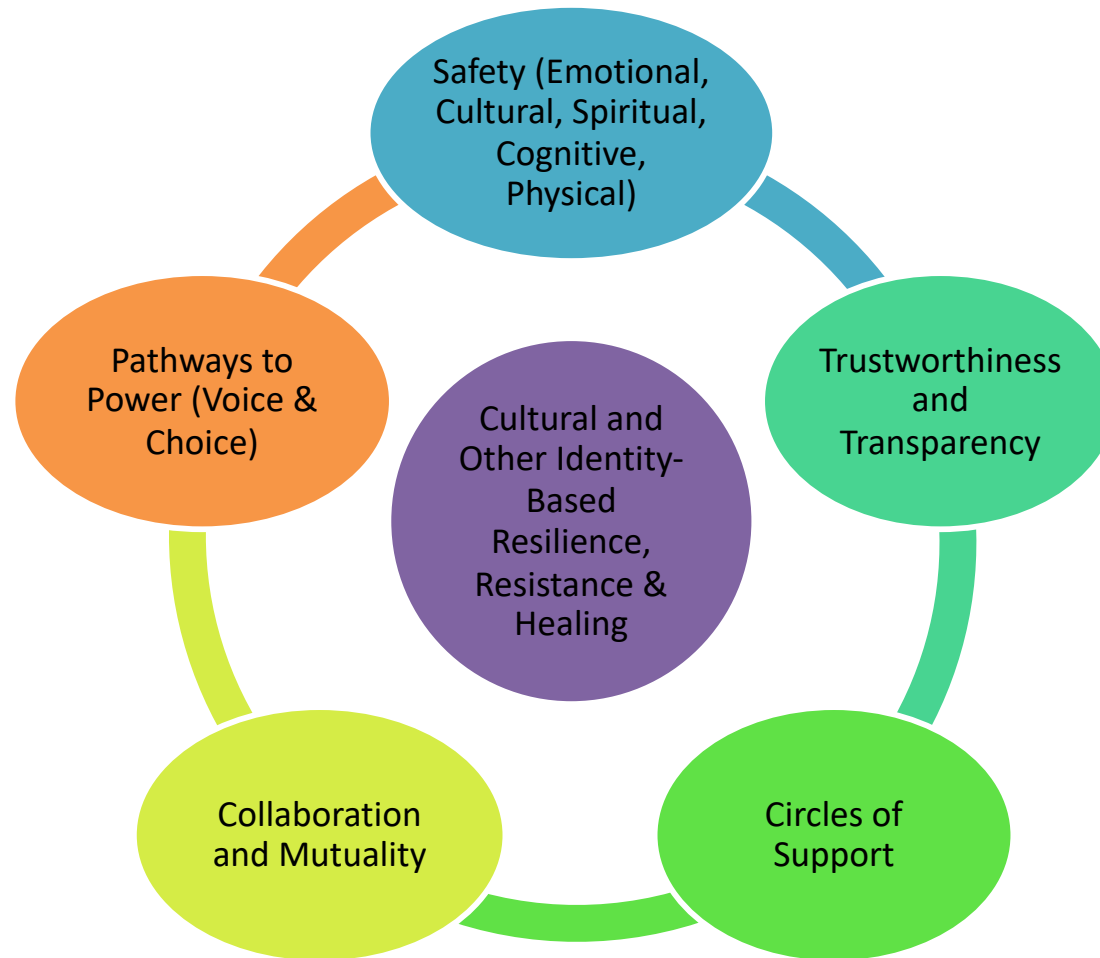 Safety (Emotional,
Cultural, Spiritual,
Cognitive,
Physical)
Trustworthiness
and
Transparency
Circles of
Support
Collaboration
and Mutuality
Pathways to
Power (Voice &
Choice)
Cultural and
Other Identity-
Based
Resilience,
Resistance &
Healing